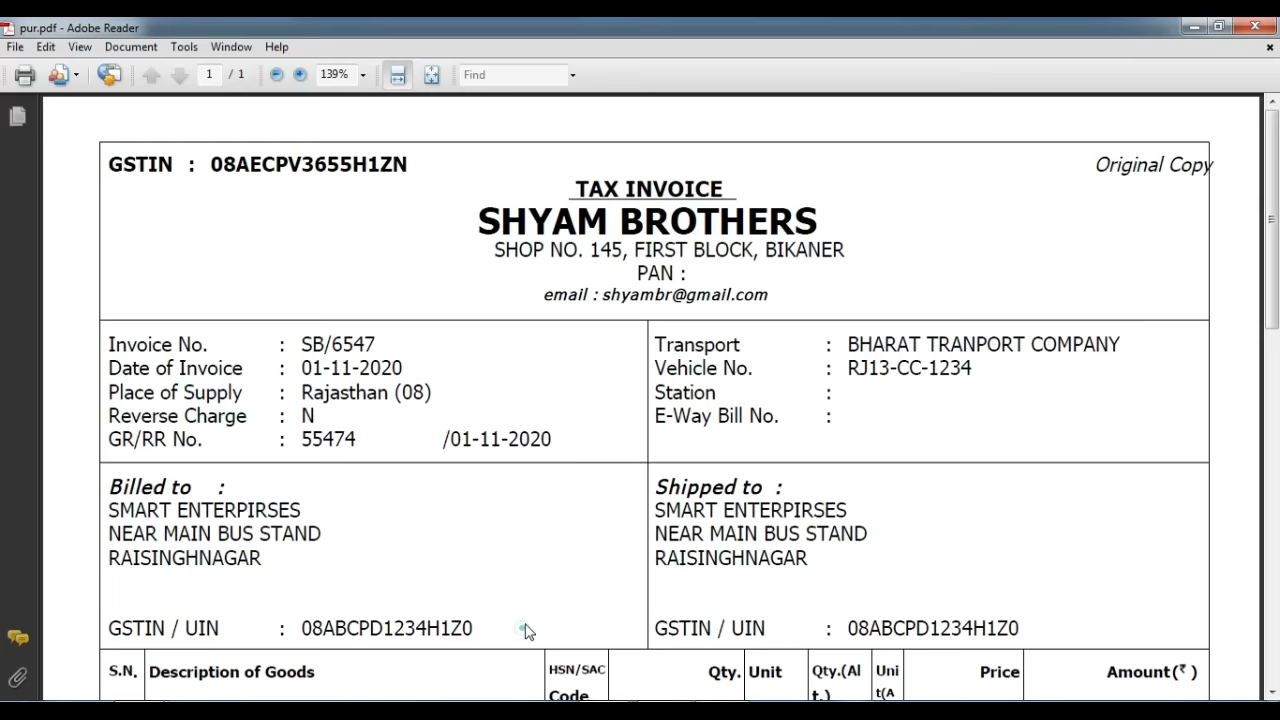 pur.pdf - Adobe Reader
File Edit View Document Tools Window Help
1 / 1 139% Find
GSTIN : 08AECPV3655H1ZN Original Copy
TAX INVOICE
SHYAM BROTHERS
SHOP NO. 145, FIRST BLOCK, BIKANER
PAN :
email : shyambr@gmail.com
Invoice No. : SB/6547
Date of Invoice : 01-11-2020
Place of Supply : Rajasthan (08)
Reverse Charge : N
GR/RR No. : 55474 /01-11-2020
Transport : BHARAT TRANPORT COMPANY
Vehicle No. : RJ13-CC-1234
Station :
E-Way Bill No. :
Billed to :
SMART ENTERPIRSES
NEAR MAIN BUS STAND
RAISINGHNAGAR
GSTIN / UIN : 08ABCPD1234H1Z0
Shipped to :
SMART ENTERPIRSES
NEAR MAIN BUS STAND
RAISINGHNAGAR
GSTIN / UIN : 08ABCPD1234H1Z0
S.N. Description of Goods HSN/SAC Qty. Unit Qty.(Al Uni Price Amount(₹ )
Code t.) t(A